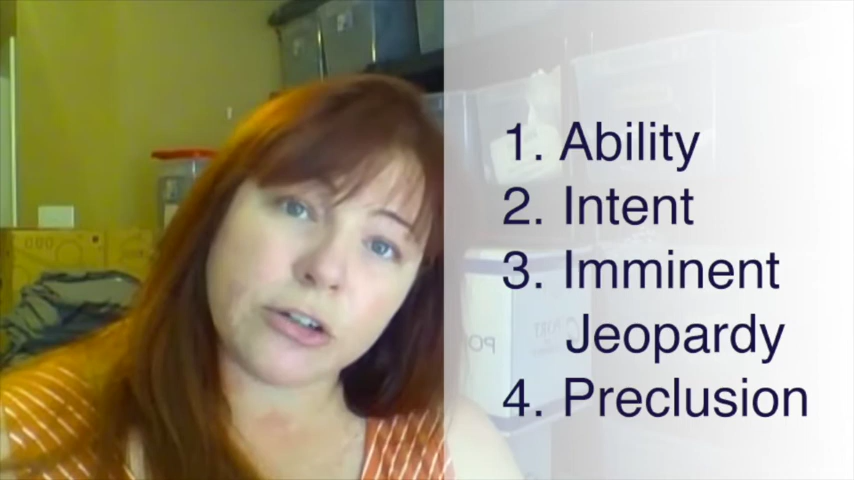 1. Ability
2. Intent
3. Imminent
Jeopardy
4. Preclusion